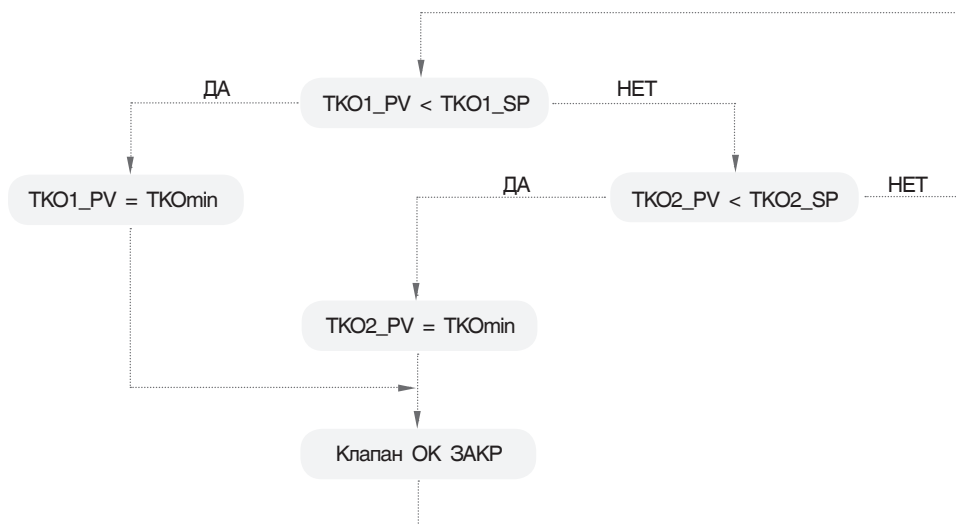 ДА
TKO1_PV < TKO1_SP
НЕТ
TKO1_PV = TKOmin
ДА
TKO2_PV < TKO2_SP
НЕТ
TKO2_PV = TKOmin
Клапан ОК ЗАКР